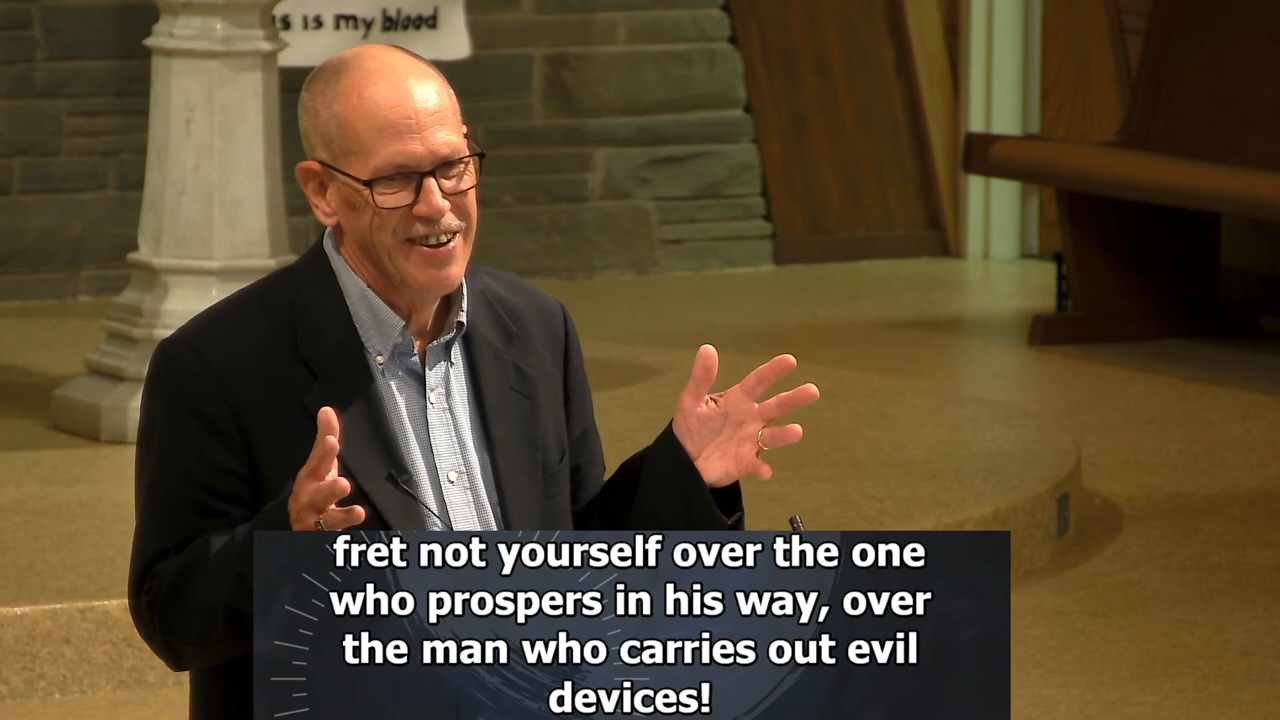 s is my blood
fret not yourself over the one
who prospers in his way, over
the man who carries out evil
devices!